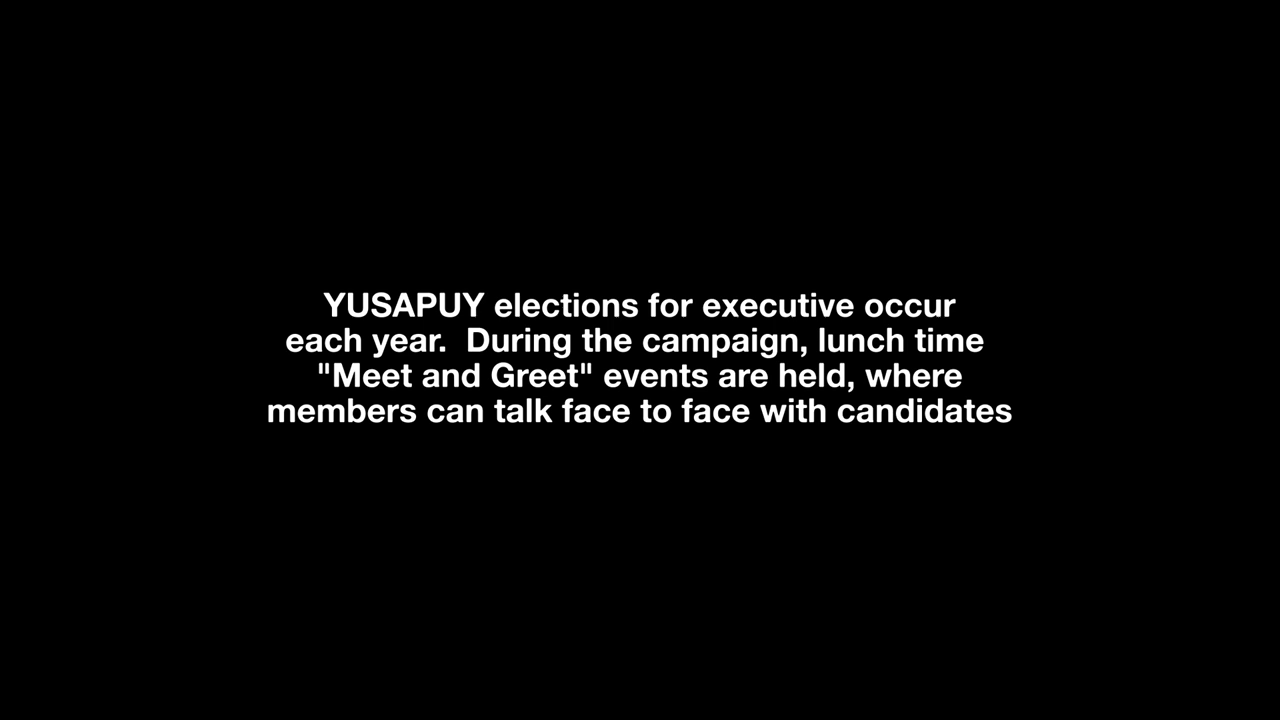 YUSAPUY elections for executive occur
each year.  During the campaign, lunch time
"Meet and Greet" events are held, where
members can talk face to face with candidates